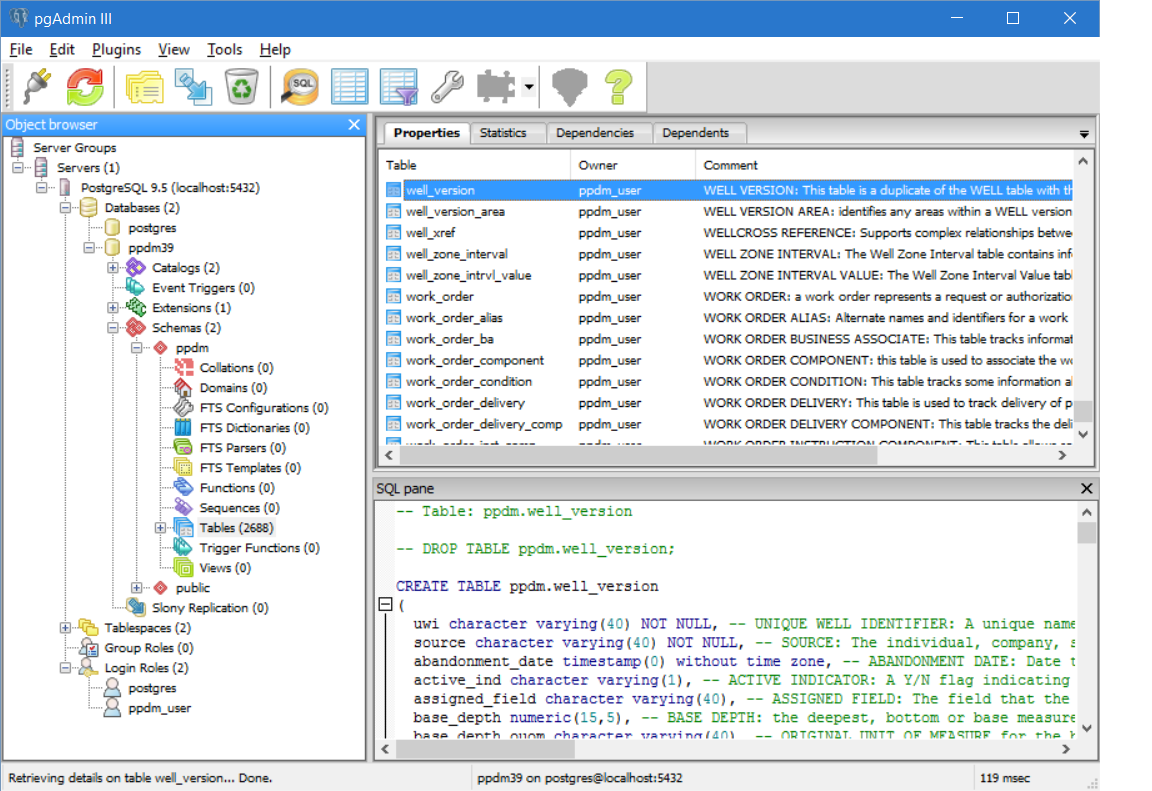 pgAdmin III
File Edit Plugins View Tools Help
SQL
Object browser
Server Groups
Servers (1)
PostgreSQL 9.5 (localhost:5432)
Databases (2)
postgres
ppdm39
Catalogs (2)
Event Triggers (0)
Extensions (1)
Schemas (2)
ppdm
Collations (0)
Domains (0)
FTS Configurations (0)
FTS Dictionaries (0)
FTS Parsers (0)
FTS Templates (0)
Functions (0)
Sequences (0)
Tables (2688)
Trigger Functions (0)
Views (0)
public
Slony Replication (0)
Tablespaces (2)
Group Roles (0)
Login Roles (2)
postgres
ppdm_user
Properties Statistics Dependencies Dependents
Table Owner Comment
well_version ppdm_user WELL VERSION: This table is a duplicate of the WELL table with th
well_version_area ppdm_user WELL VERSION AREA: identifies any areas within a WELL version
well_xref ppdm_user WELLCROSS REFERENCE: Supports complex relationships betwe
well_zone_interval ppdm_user WELL ZONE INTERVAL: The Well Zone Interval table contains inf
well_zone_intrvl_value ppdm_user WELL ZONE INTERVAL VALUE: The Well Zone Interval Value tabl
work_order ppdm_user WORK ORDER: a work order represents a request or authorizatio
work_order_alias ppdm_user WORK ORDER ALIAS: Alternate names and identifiers for a work
work_order_ba ppdm_user WORK ORDER BUSINESS ASSOCIATE: This table tracks informat
work_order_component ppdm_user WORK ORDER COMPONENT: this table is used to associate the wo
work_order_condition ppdm_user WORK ORDER CONDITION: This table tracks some information a
work_order_delivery ppdm_user WORK ORDER DELIVERY: This table is used to track delivery of p
work_order_delivery_comp ppdm_user WORK ORDER DELIVERY COMPONENT: This table tracks the deli
SQL pane
-- Table: ppdm.well_version
-- DROP TABLE ppdm.well_version;
CREATE TABLE ppdm.well_version
(
uwi character varying(40) NOT NULL, -- UNIQUE WELL IDENTIFIER: A unique name
source character varying(40) NOT NULL, -- SOURCE: The individual, company, s
abandonment_date timestamp(0) without time zone, -- ABANDONMENT DATE: Date t
active_ind character varying(1), -- ACTIVE INDICATOR: A Y/N flag indicating
assigned_field character varying(40), -- ASSIGNED FIELD: The field that the
base_depth numeric(15,5), -- BASE DEPTH: the deepest, bottom or base measure
base_depth_ouom character varying(40), -- ORIGINAL UNIT OF MEASURE for the b
Retrieving details on table well_version... Done. ppdm39 on postgres@localhost:5432 119 msec